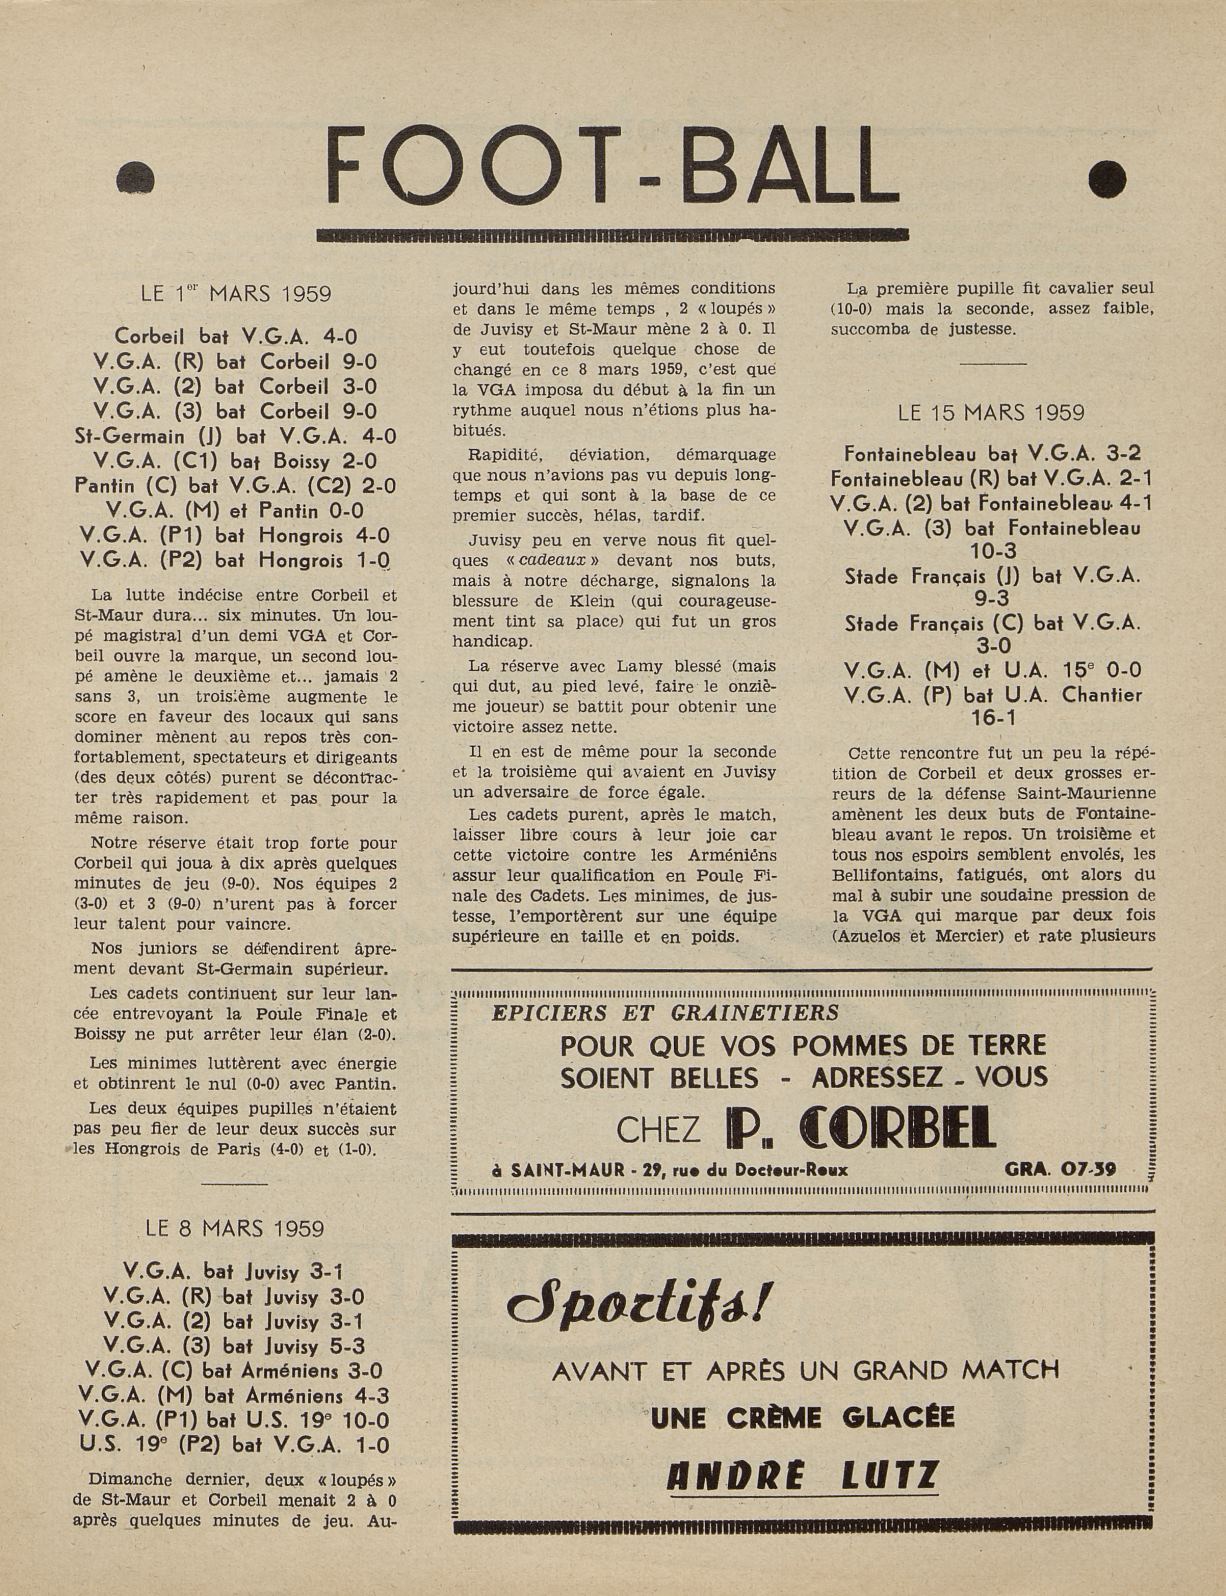 FOOT-BALL
LE 1er MARS 1959
Corbeil bat V.G.A. 4-0
V.G.A. (R) bat Corbeil 9-0
V.G.A. (2) bat Corbeil 3-0
V.G.A. (3) bat Corbeil 9-0
St-Germain (J) bat V.G.A. 4-0
V.G.A. (C1) bat Boissy 2-0
Pantin (C) bat V.G.A. (C2) 2-0
V.G.A. (M) et Pantin 0-0
V.G.A. (P1) bat Hongrois 4-0
V.G.A. (P2) bat Hongrois 1-0
La lutte indécise entre Corbeil et
St-Maur dura... six minutes. Un lou-
pé magistral d'un demi VGA et Cor-
beil ouvre la marque, un second lou-
pé amène le deuxième et... jamais 2
sans 3, un troisième augmente le
score en faveur des locaux qui sans
dominer mènent au repos très con-
fortablement, spectateurs et dirigeants
(des deux côtés) purent se décontrac-
ter très rapidement et pas pour la
même raison.
Notre réserve était trop forte pour
Corbeil qui joua à dix après quelques
minutes de jeu (9-0). Nos équipes 2
(3-0) et 3 (9-0) n'urent pas à forcer
leur talent pour vaincre.
Nos juniors se défendirent âpre-
ment devant St-Germain supérieur.
Les cadets continuent sur leur lan-
cée entrevoyant la Poule Finale et
Boissy ne put arrêter leur élan (2-0).
Les minimes luttèrent avec énergie
et obtinrent le nul (0-0) avec Pantin.
Les deux équipes pupilles n'étaient
pas peu fier de leur deux succès sur
les Hongrois de Paris (4-0) et (1-0).
LE 8 MARS 1959
V.G.A. bat Juvisy 3-1
V.G.A. (R) bat Juvisy 3-0
V.G.A. (2) bat Juvisy 3-1
V.G.A. (3) bat Juvisy 5-3
V.G.A. (C) bat Arméniens 3-0
V.G.A. (M) bat Arméniens 4-3
V.G.A. (P1) bat U.S. 19e 10-0
U.S. 19e (P2) bat V.G.A. 1-0
Dimanche dernier, deux « loupés »
de St-Maur et Corbeil menait 2 à 0
après quelques minutes de jeu. Au-
jourd'hui dans les mêmes conditions
et dans le même temps , 2 « loupés »
de Juvisy et St-Maur mène 2 à 0. Il
y eut toutefois quelque chose de
changé en ce 8 mars 1959, c'est que
la VGA imposa du début à la fin un
rythme auquel nous n'étions plus ha-
bitués.
Rapidité, déviation, démarquage
que nous n'avions pas vu depuis long-
temps et qui sont à la base de ce
premier succès, hélas, tardif.
Juvisy peu en verve nous fit quel-
ques « cadeaux » devant nos buts,
mais à notre décharge, signalons la
blessure de Klein (qui courageuse-
ment tint sa place) qui fut un gros
handicap.
La réserve avec Lamy blessé (mais
qui dut, au pied levé, faire le onziè-
me joueur) se battit pour obtenir une
victoire assez nette.
Il en est de même pour la seconde
et la troisième qui avaient en Juvisy
un adversaire de force égale.
Les cadets purent, après le match,
laisser libre cours à leur joie car
cette victoire contre les Arméniéns
assur leur qualification en Poule Fi-
nale des Cadets. Les minimes, de jus-
tesse, l'emportèrent sur une équipe
supérieure en taille et en poids.
La première pupille fit cavalier seul
(10-0) mais la seconde, assez faible,
succomba de justesse.
LE 15 MARS 1959
Fontainebleau bat V.G.A. 3-2
Fontainebleau (R) bat V.G.A. 2-1
V.G.A. (2) bat Fontainebleau 4-1
V.G.A. (3) bat Fontainebleau
10-3
Stade Français (J) bat V.G.A.
9-3
Stade Français (C) bat V.G.A.
3-0
V.G.A. (M) et U.A. 15e 0-0
V.G.A. (P) bat U.A. Chantier
16-1
Cette rencontre fut un peu la répé-
tition de Corbeil et deux grosses er-
reurs de la défense Saint-Maurienne
amènent les deux buts de Fontaine-
bleau avant le repos. Un troisième et
tous nos espoirs semblent envolés, les
Bellifontains, fatigués, ont alors du
mal à subir une soudaine pression de
la VGA qui marque par deux fois
(Azuelos et Mercier) et rate plusieurs
EPICIERS ET GRAINETIERS
POUR QUE VOS POMMES DE TERRE
SOIENT BELLES - ADRESSEZ - VOUS
CHEZ P. CORBEL
à SAINT-MAUR - 29, rue du Docteur-Roux GRA. 07-39
Sportifs!
AVANT ET APRÈS UN GRAND MATCH
UNE CRÈME GLACÉE
ANDRÉ LUTZ